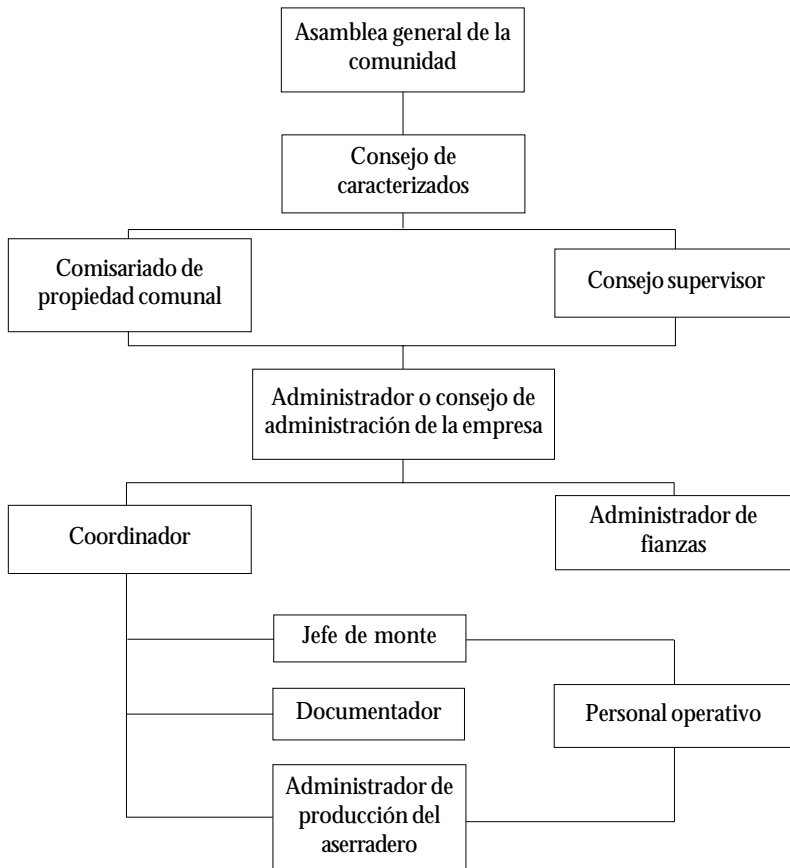 Asamblea general de la
comunidad
Consejo de
caracterizados
Comisariado de
propiedad comunal
Consejo supervisor
Administrador o consejo de
administración de la empresa
Coordinador
Administrador de
fianzas
Jefe de monte
Documentador
Personal operativo
Administrador de
producción del
aserradero